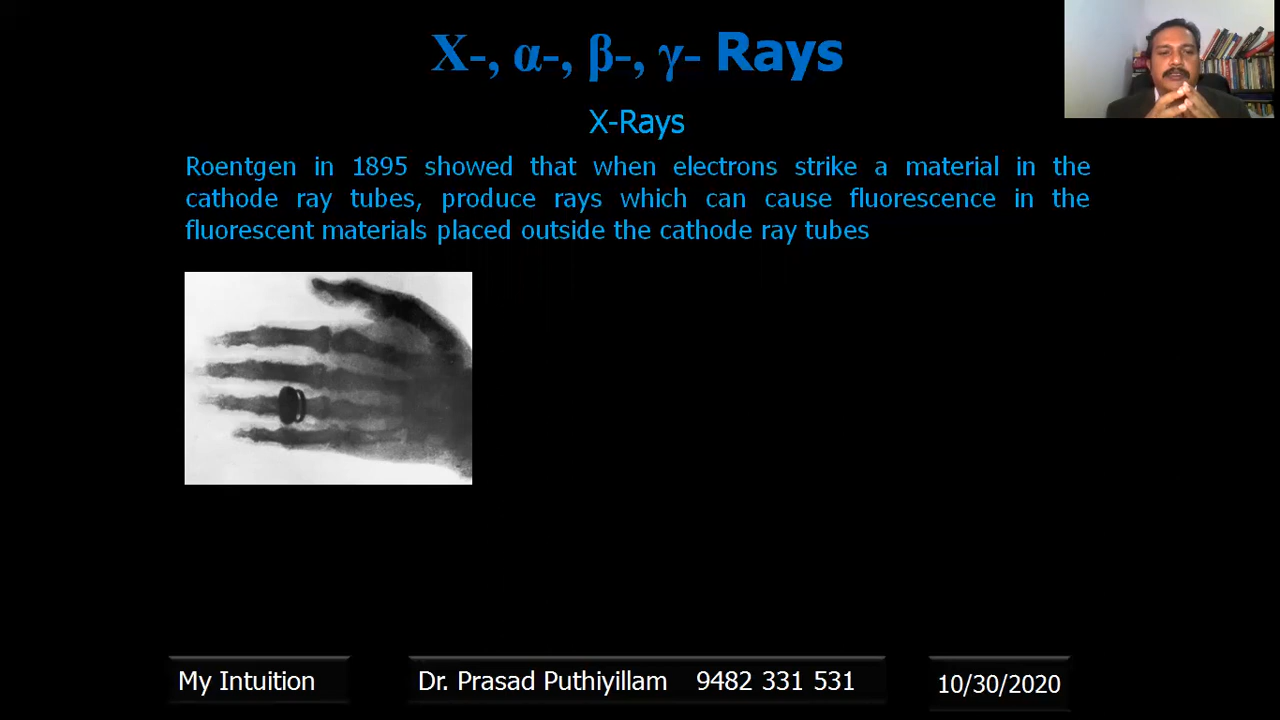 X-, α-, β-, γ- Rays
X-Rays
Roentgen in 1895 showed that when electrons strike a material in the
cathode ray tubes, produce rays which can cause fluorescence in the
fluorescent materials placed outside the cathode ray tubes
My Intuition
Dr. Prasad Puthiyillam 9482 331 531
10/30/2020